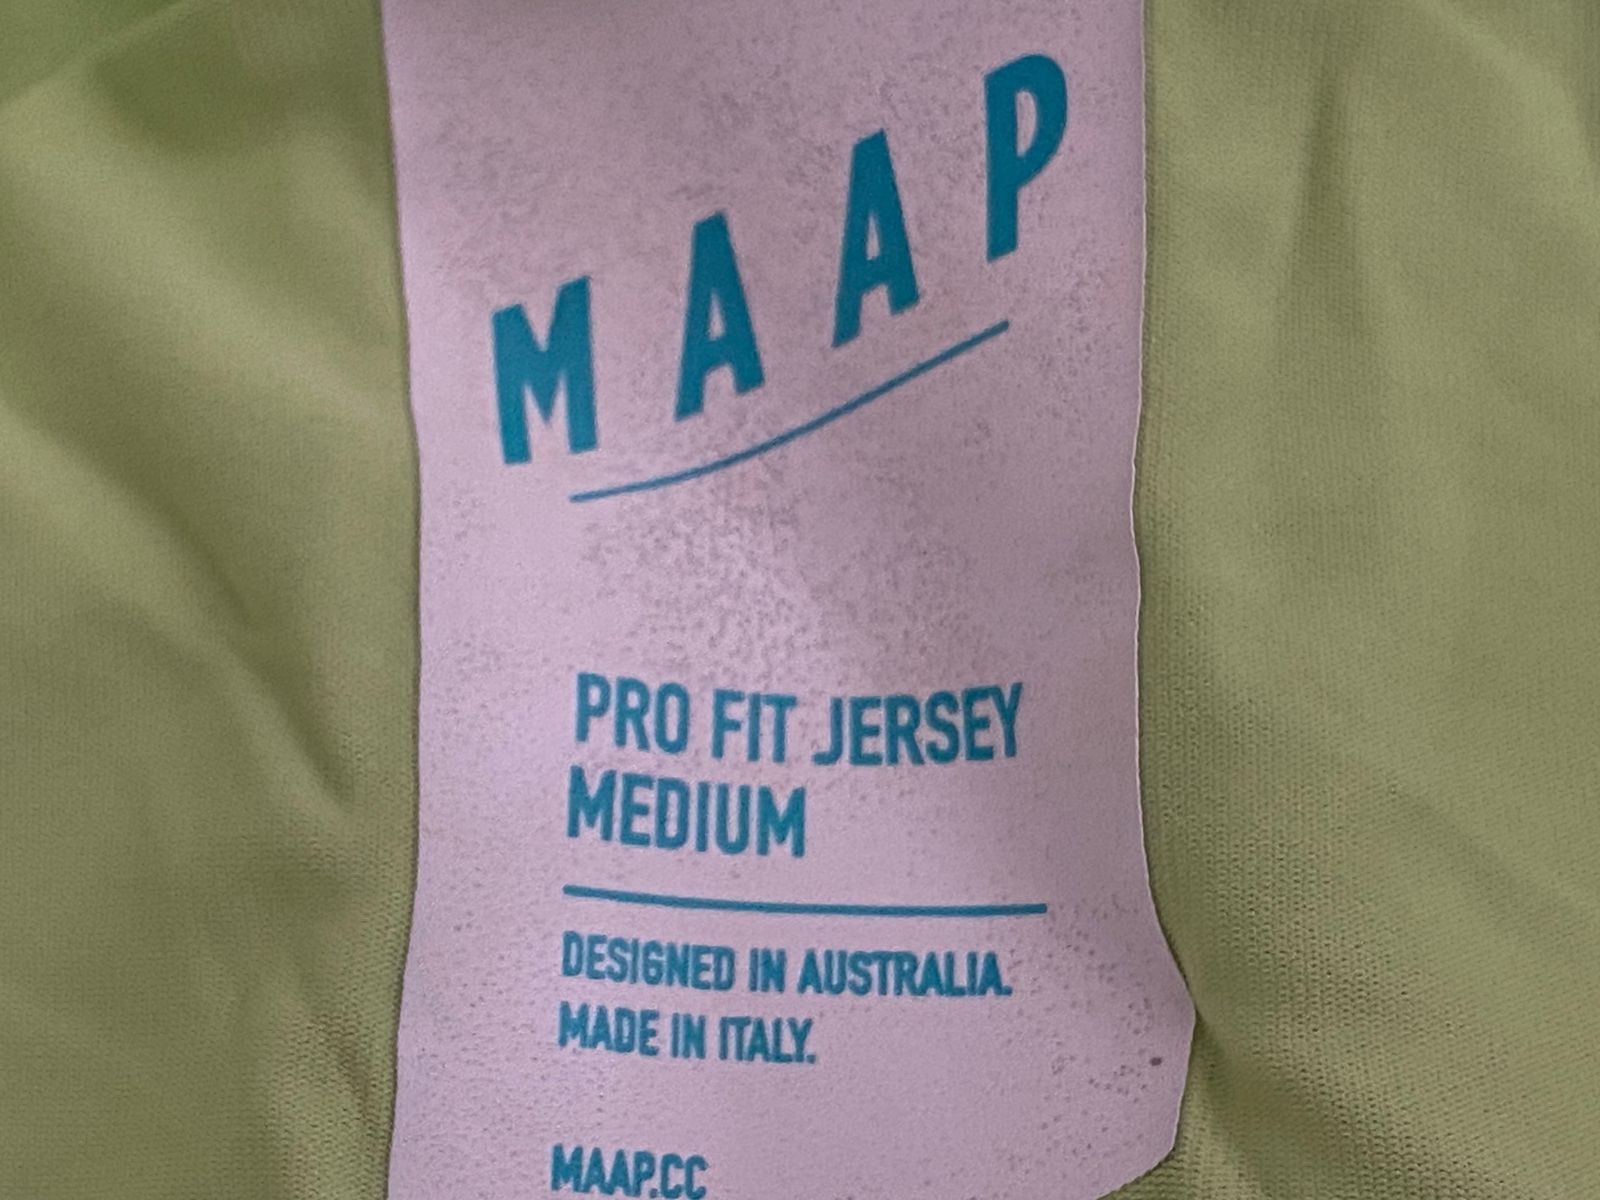 MAAP
PRO FIT JERSEY
MEDIUM
DESIGNED IN AUSTRALIA.
MADE IN ITALY.
MAAP.CC